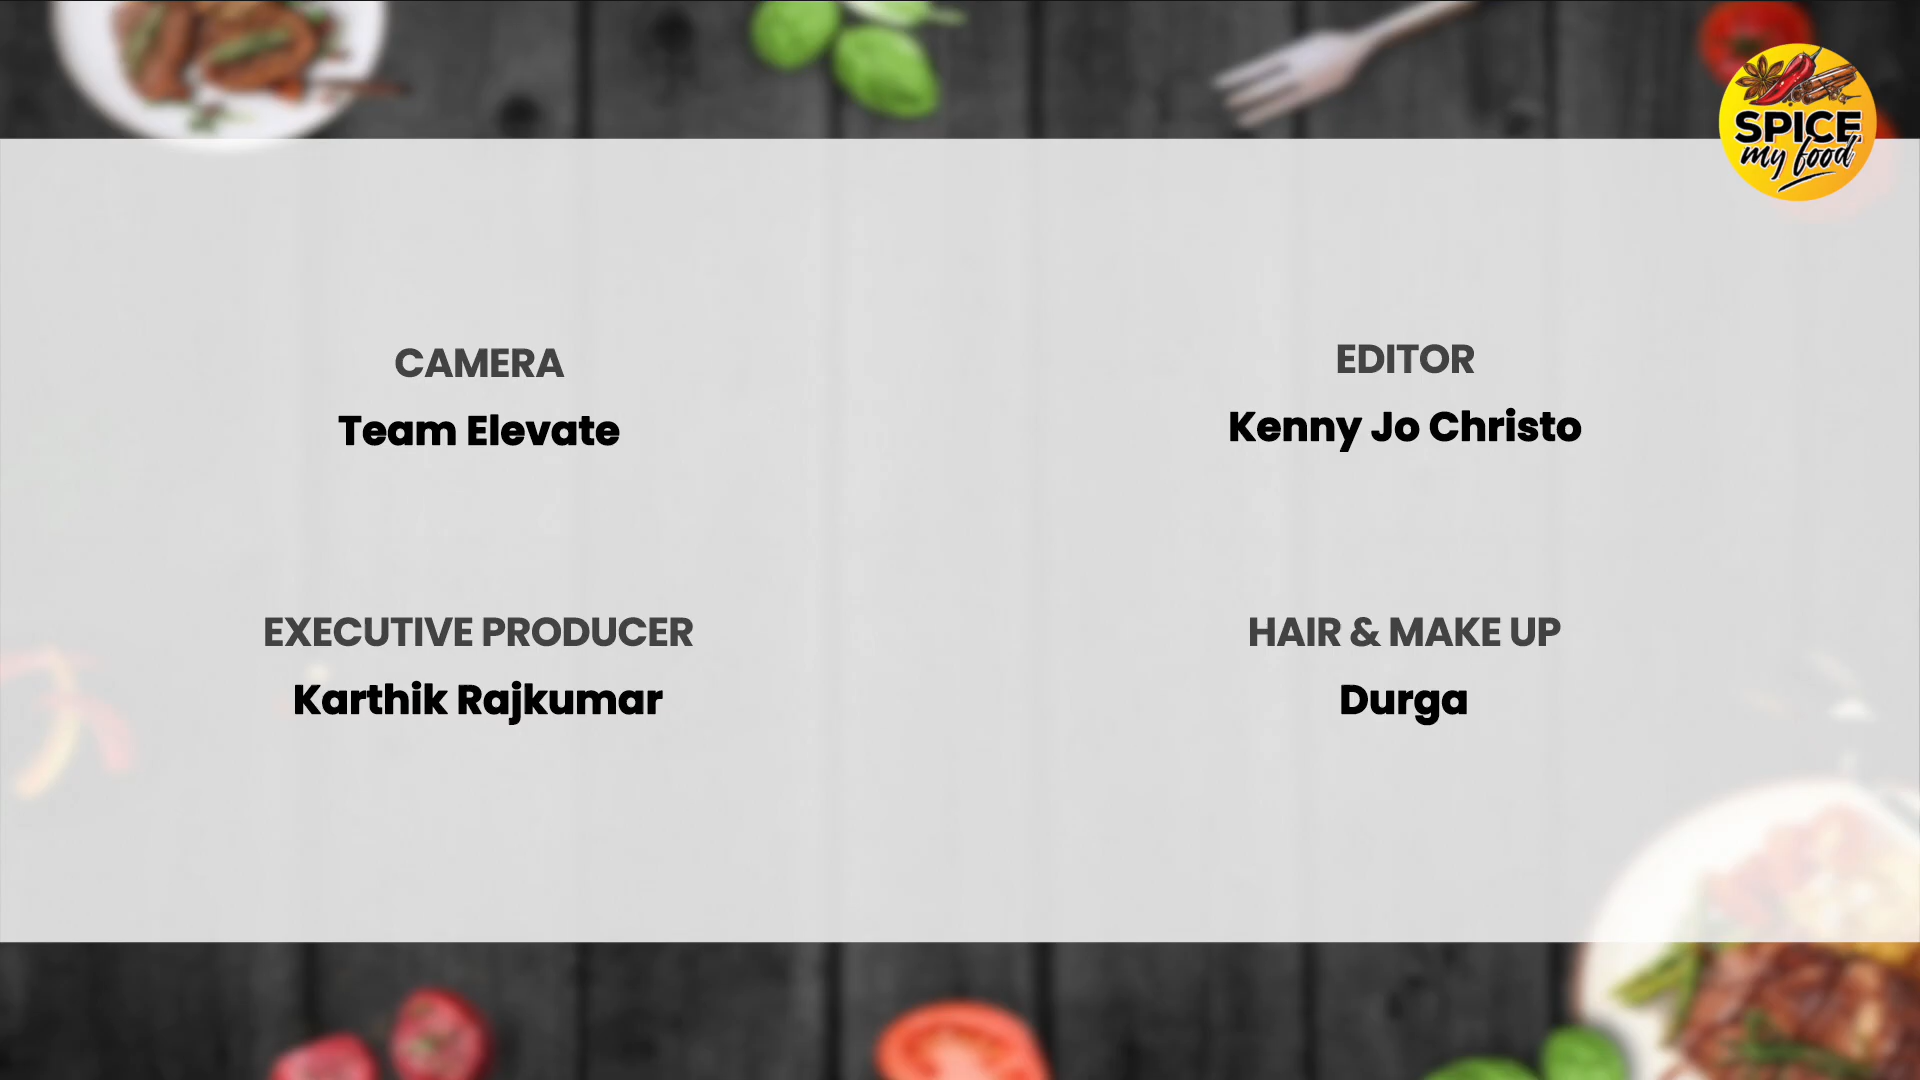 SPICE
my food
CAMERA
Team Elevate
EDITOR
Kenny Jo Christo
EXECUTIVE PRODUCER
Karthik Rajkumar
HAIR & MAKE UP
Durga